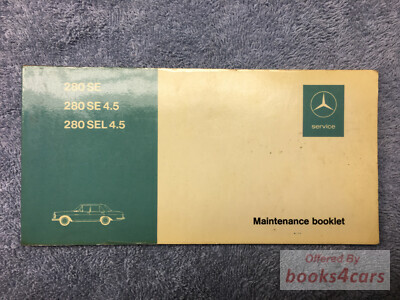 280 SE
280 SE 4.5
280 SEL 4.5
service
Maintenance booklet
Offered By
books4cars